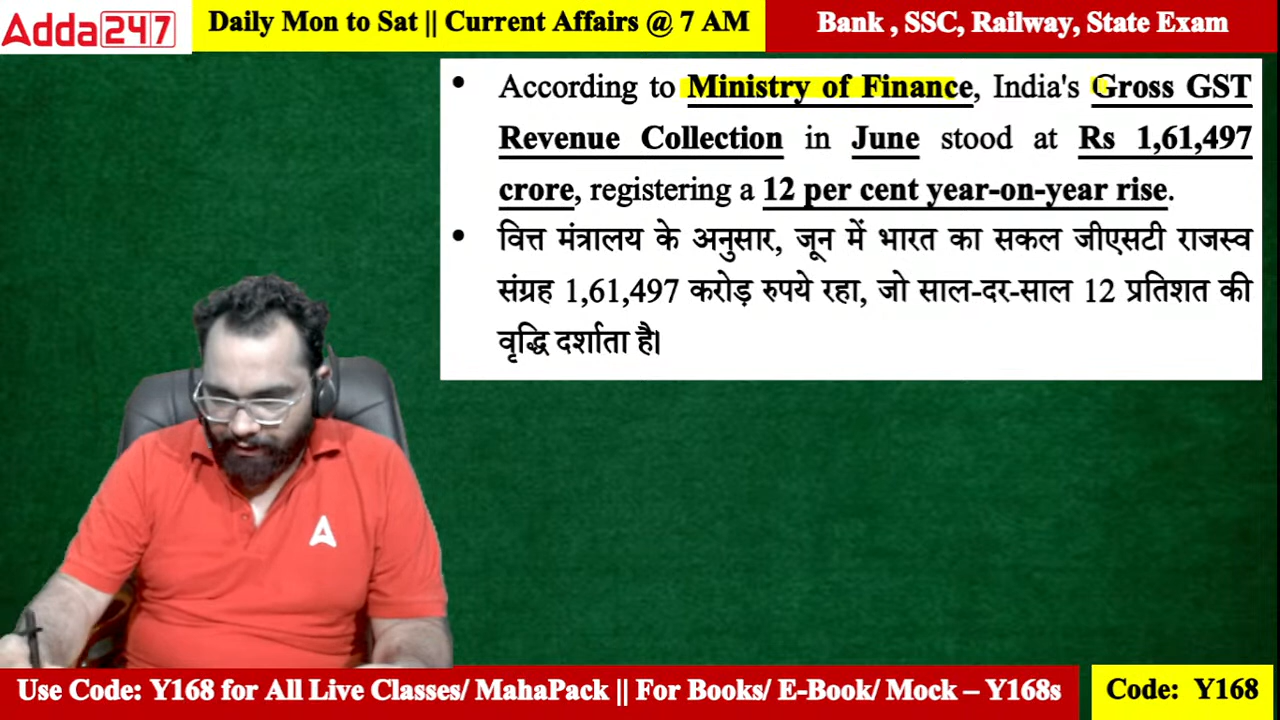 Adda247
Daily Mon to Sat || Current Affairs @ 7 AM
Bank , SSC, Railway, State Exam
• According to Ministry of Finance, India's Gross GST
Revenue Collection in June stood at Rs 1,61,497
crore, registering a 12 per cent year-on-year rise.
• वित्त मंत्रालय के अनुसार, जून में भारत का सकल जीएसटी राजस्व
संग्रह 1,61,497 करोड़ रुपये रहा, जो साल-दर-साल 12 प्रतिशत की
वृद्धि दर्शाता है।
A
Use Code: Y168 for All Live Classes/ MahaPack || For Books/ E-Book/ Mock – Y168s
Code: Y168